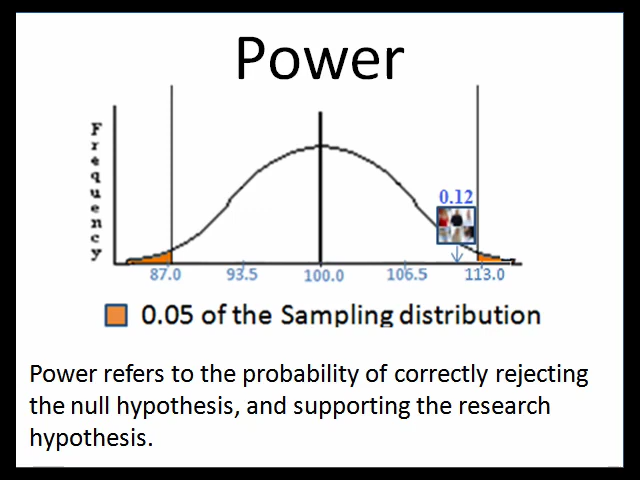 Power
Frequency
0.12
87.0 93.5 100.0 106.5 113.0
0.05 of the Sampling distribution
Power refers to the probability of correctly rejecting
the null hypothesis, and supporting the research
hypothesis.